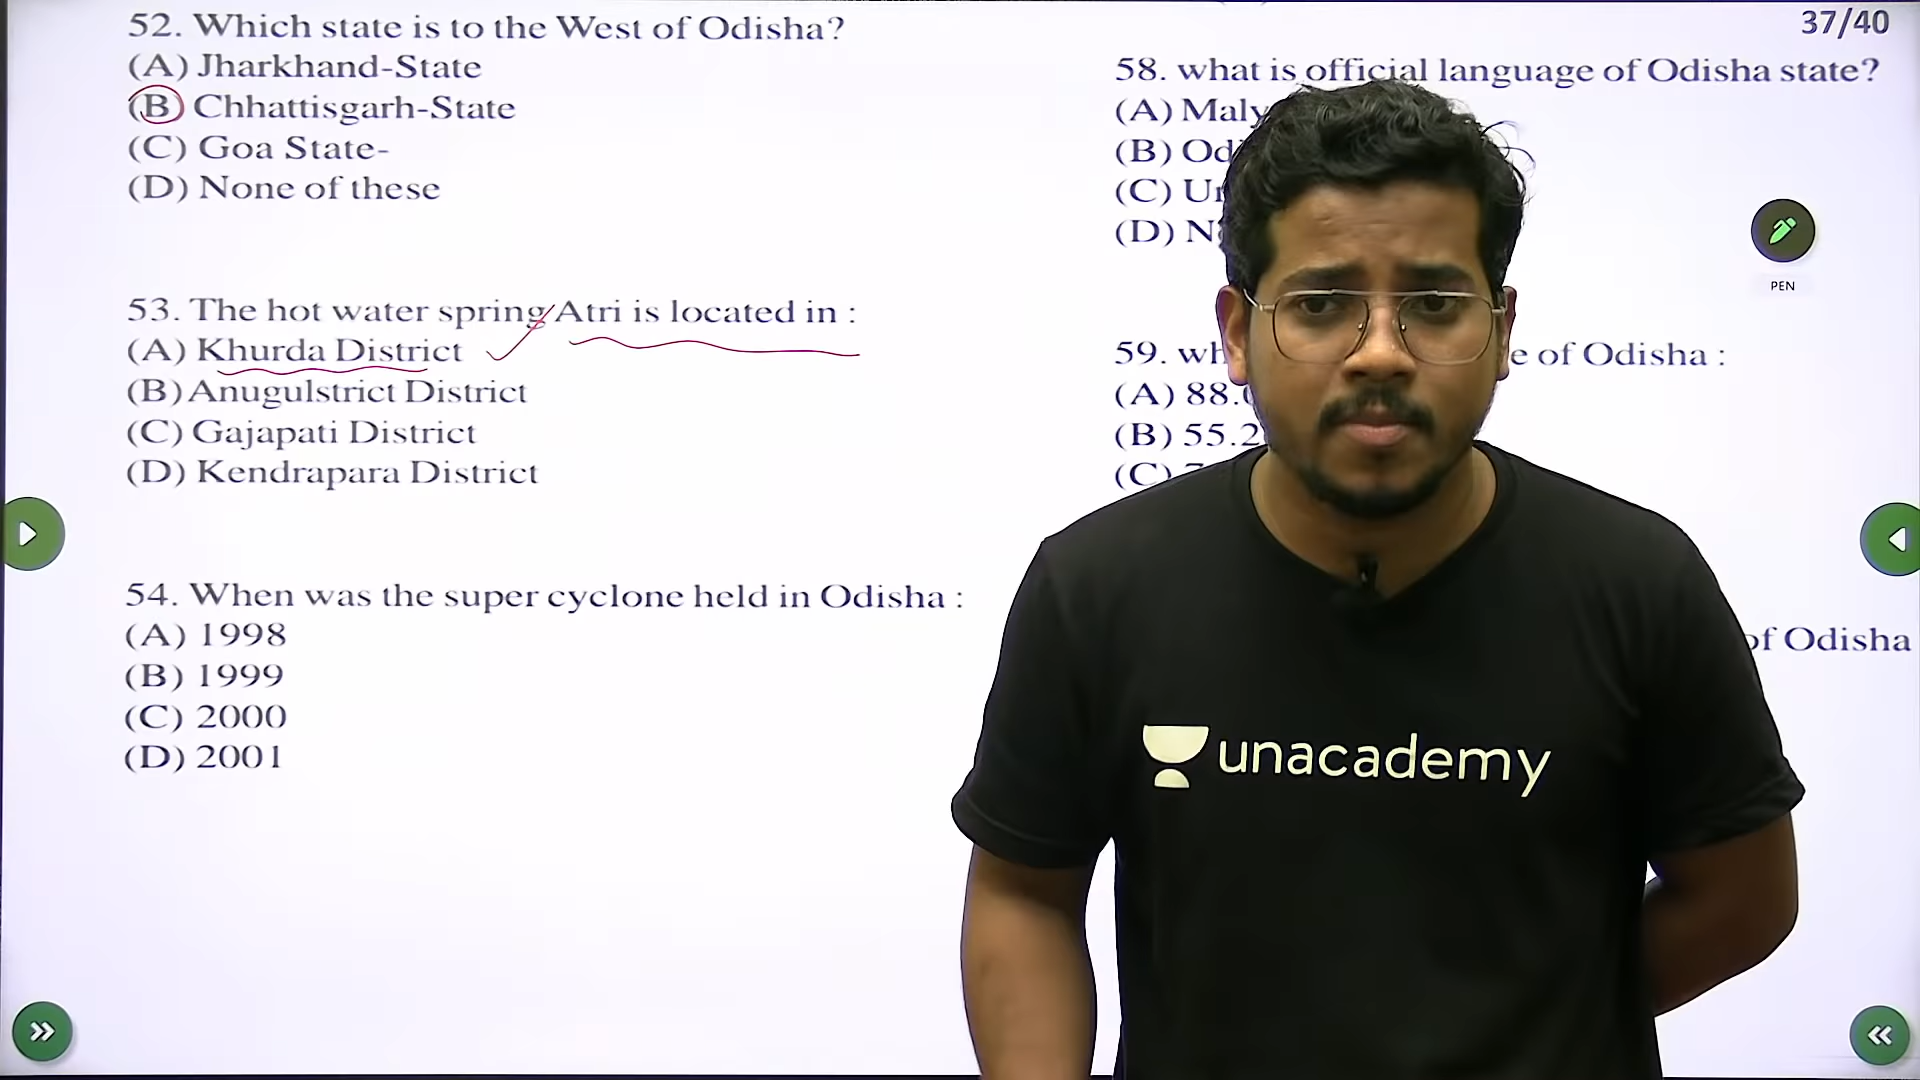 37/40
52. Which state is to the West of Odisha?
(A) Jharkhand-State
(B) Chhattisgarh-State
(C) Goa State-
(D) None of these
53. The hot water spring Atri is located in :
(A) Khurda District
(B) Anugulstrict District
(C) Gajapati District
(D) Kendrapara District
54. When was the super cyclone held in Odisha :
(A) 1998
(B) 1999
(C) 2000
(D) 2001
58. what is official language of Odisha state?
(A)
(B)
(C)
(D)
PEN
59. e of Odisha :
(A) 88.
(B) 55.2
(C)
of Odisha
unacademy